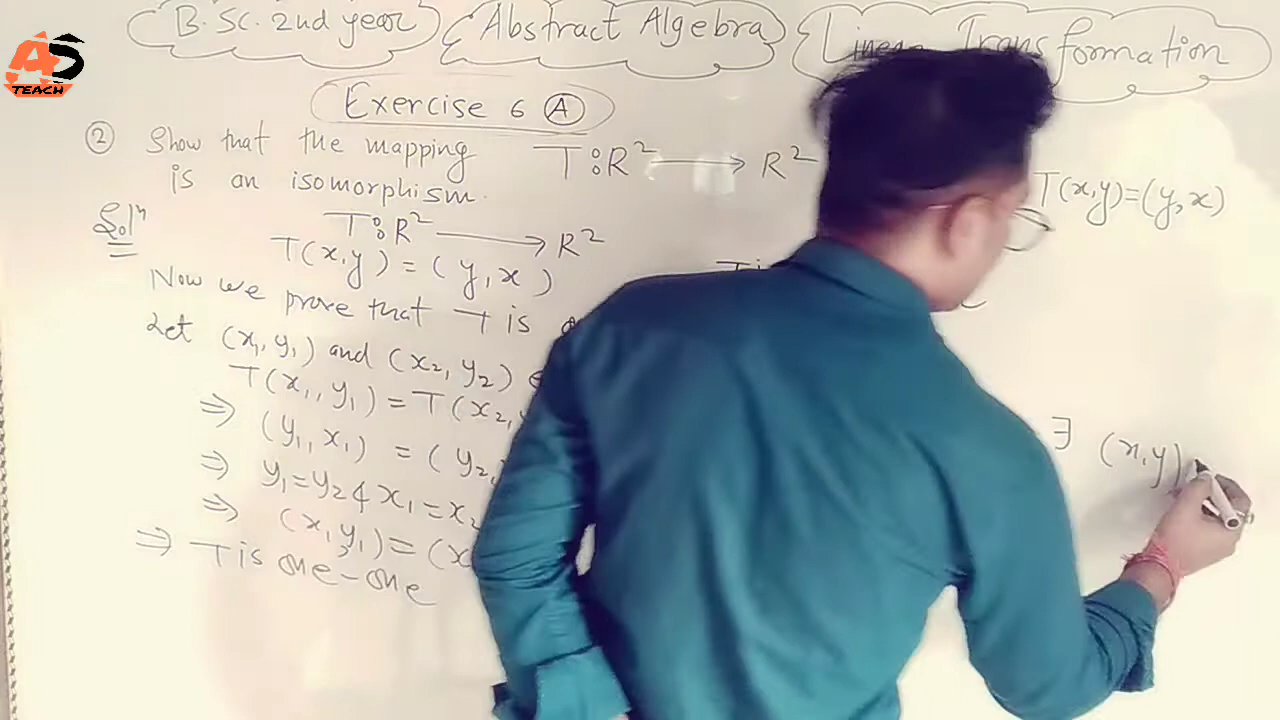 AS
TEACH
B.Sc. 2nd year Abstract Algebra Linear Transformation
Exercise 6 (A)
② Show that the mapping T: R² → R² T(x,y)=(y,x)
is an isomorphism.
Solⁿ T: R² → R²
T(x,y) = (y,x)
Now we prove that T is
Let (x₁, y₁) and (x₂, y₂)
T(x₁, y₁) = T(x₂,
⇒ (y₁, x₁) = (y₂,
⇒ y₁=y₂ & x₁=x₂
⇒ (x₁, y₁) = (x
⇒ T is one-one
∃ (x,y)